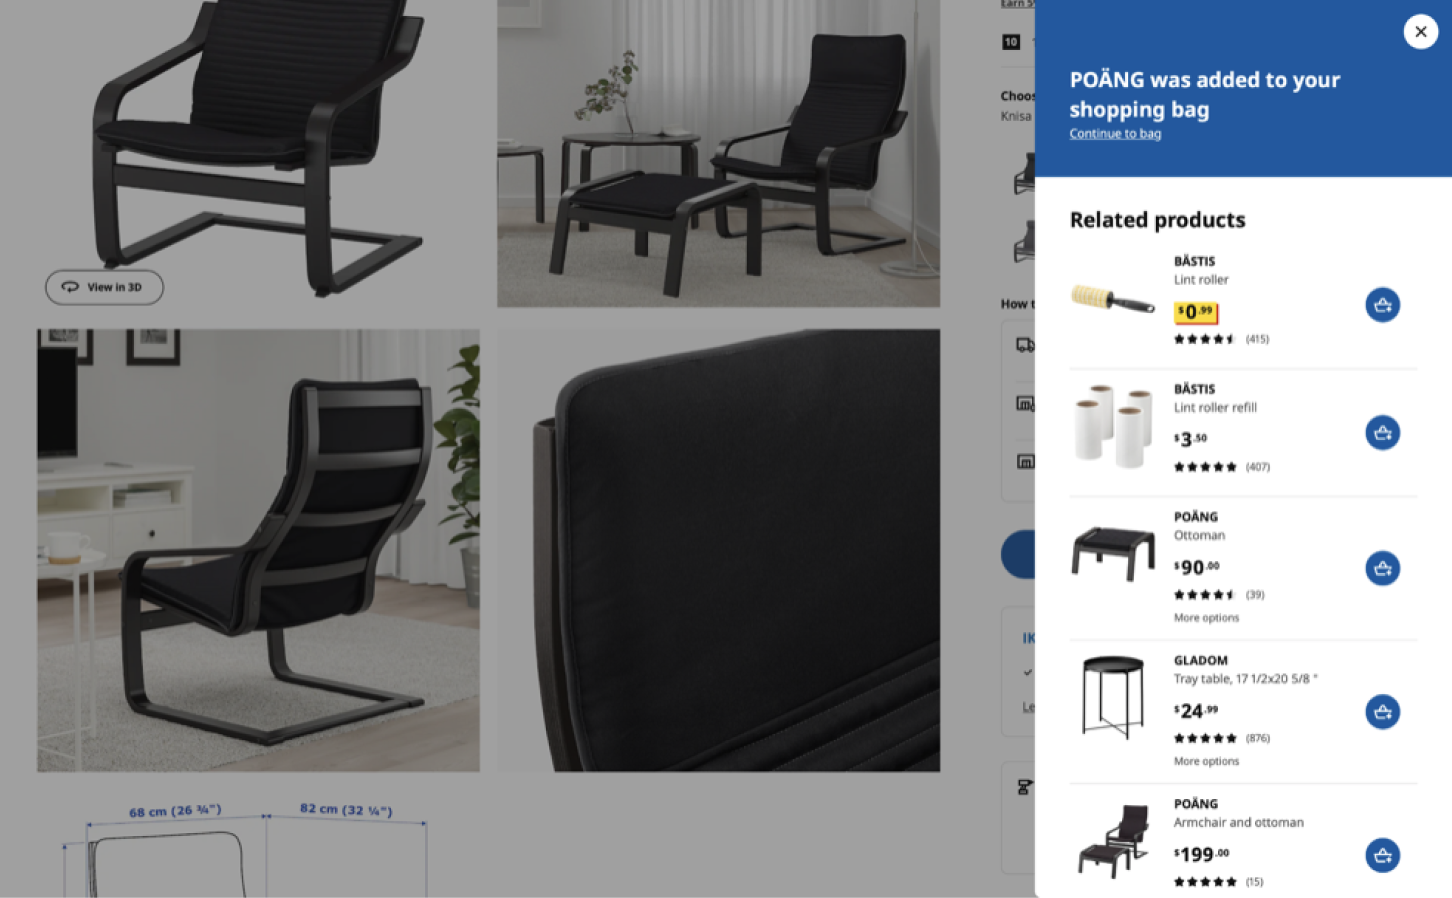 View in 3D
68 cm (26 ¾")
82 cm (32 ¼")
Earn 5
10
Choos
Knisa
How t
IK
Le
POÄNG was added to your
shopping bag
Continue to bag
Related products
BÄSTIS
Lint roller
$0.99
(415)
BÄSTIS
Lint roller refill
$3.50
(407)
POÄNG
Ottoman
$90.00
(39)
More options
GLADOM
Tray table, 17 1/2x20 5/8 "
$24.99
(876)
More options
POÄNG
Armchair and ottoman
$199.00
(15)